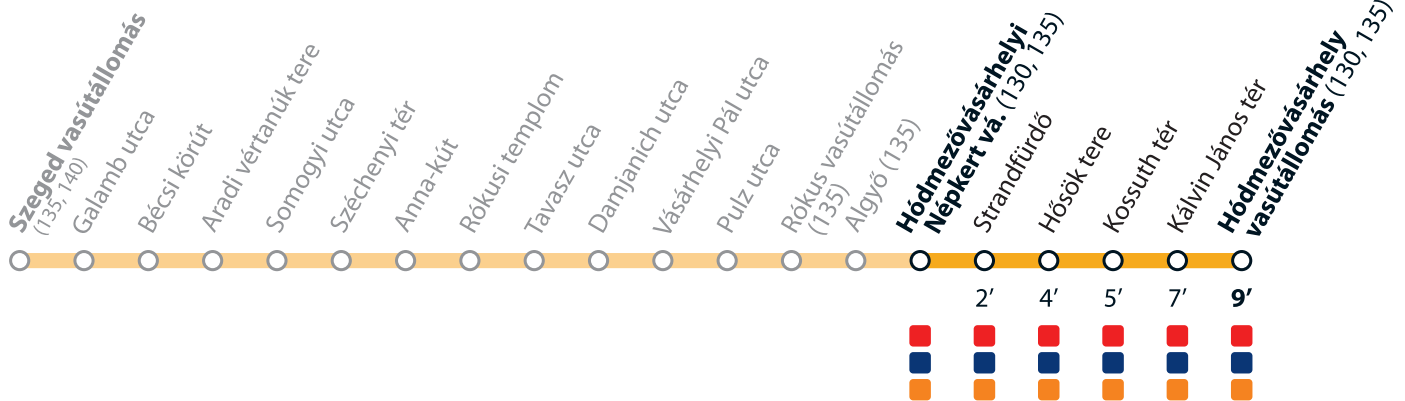 Szeged vasútállomás
(135, 140)
Galamb utca
Bécsi körút
Aradi vértanúk tere
Somogyi utca
Széchenyi tér
Anna-kút
Rókusi templom
Tavasz utca
Damjanich utca
Vásárhelyi Pál utca
Pulz utca
Rókus vasútállomás
(135)
Algyő (135)
Hódmezővásárhelyi
Népkert vá. (130, 135)
Strandfürdő
Hősök tere
Kossuth tér
Kálvin János tér
Hódmezővásárhely
vasútállomás (130, 135)
2’ 4’ 5’ 7’ 9’